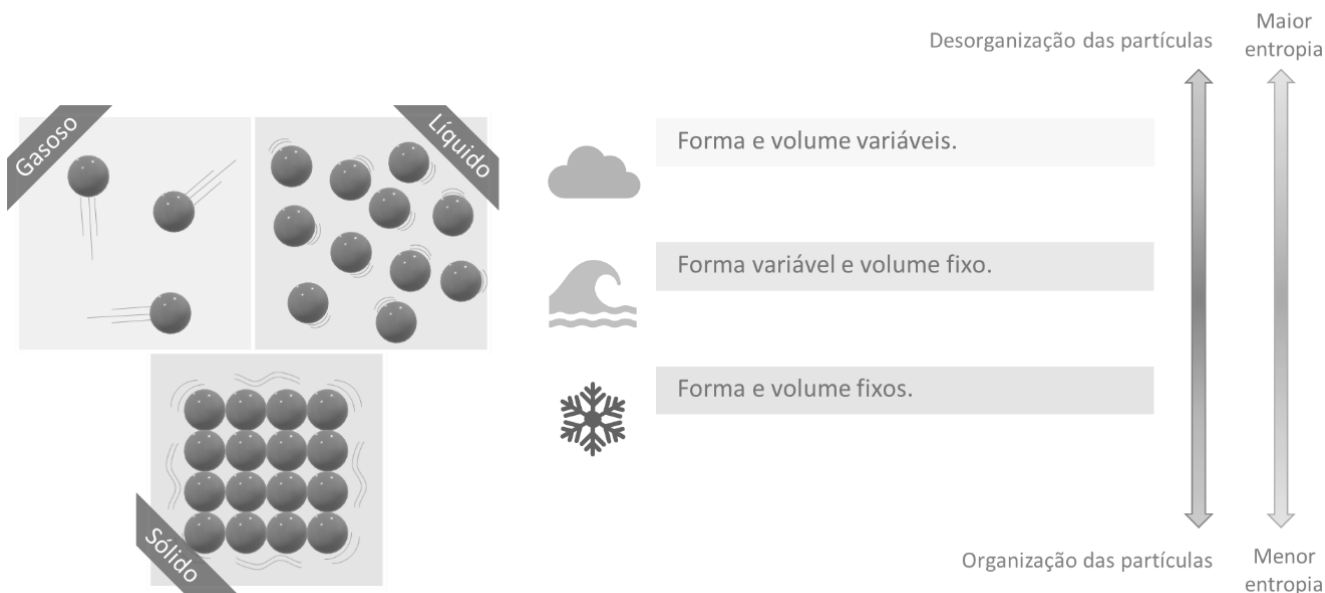 Desorganização das partículas
Maior
entropia
Gasoso
Líquido
Forma e volume variáveis.
Forma variável e volume fixo.
Forma e volume fixos.
Sólido
Organização das partículas
Menor
entropia